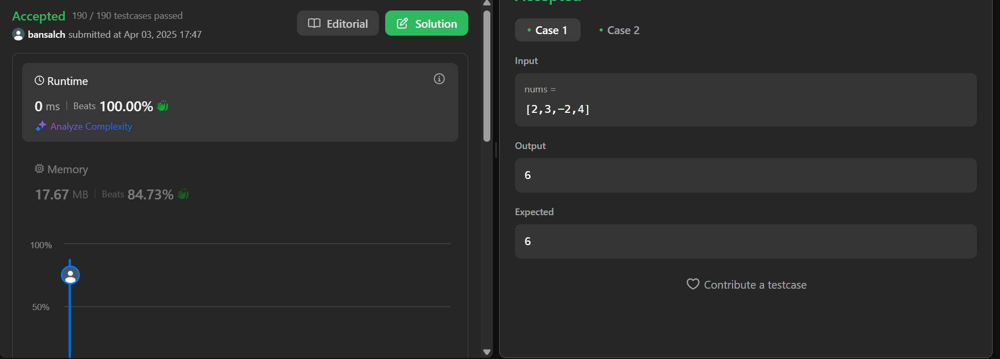 Accepted 190 / 190 testcases passed
bansalch submitted at Apr 03, 2025 17:47
Editorial
Solution
Runtime
0 ms | Beats 100.00%
Analyze Complexity
Memory
17.67 MB | Beats 84.73%
100%
50%
Accepted
Case 1
Case 2
Input
nums =
[2,3,-2,4]
Output
6
Expected
6
Contribute a testcase